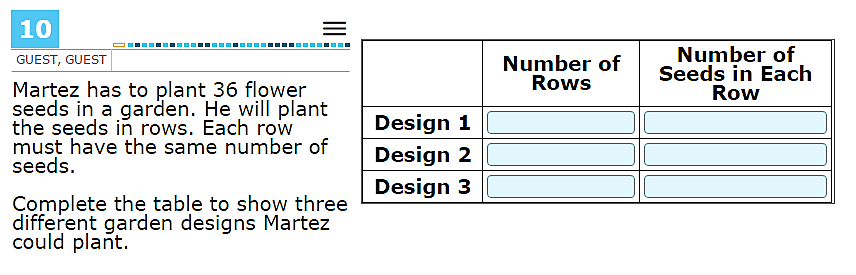 10
GUEST, GUEST
Martez has to plant 36 flower
seeds in a garden. He will plant
the seeds in rows. Each row
must have the same number of
seeds.
Complete the table to show three
different garden designs Martez
could plant.
Number of
Rows
Number of
Seeds in Each
Row
Design 1
Design 2
Design 3